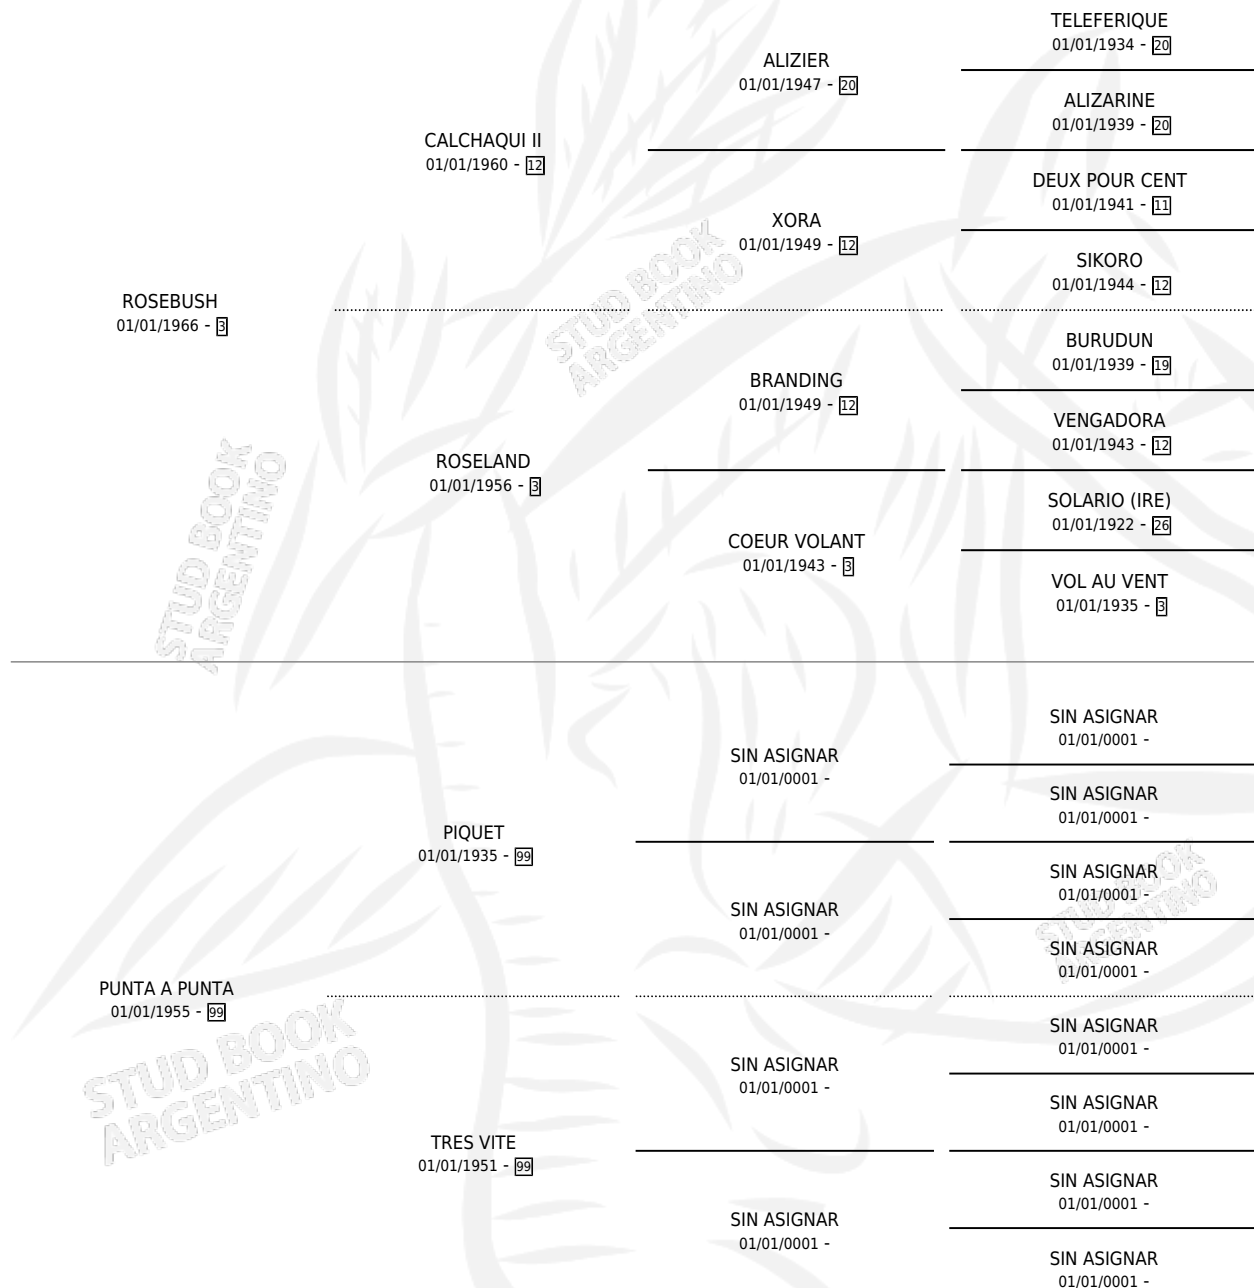 TELEFERIQUE
01/01/1934 - 20
ALIZIER
01/01/1947 - 20
ALIZARINE
01/01/1939 - 20
CALCHAQUI II
01/01/1960 - 12
DEUX POUR CENT
01/01/1941 - 11
XORA
01/01/1949 - 12
SIKORO
01/01/1944 - 12
ROSEBUSH
01/01/1966 - 3
STUD BOOK
ARGENTINO
BURUDUN
01/01/1939 - 19
BRANDING
01/01/1949 - 12
VENGADORA
01/01/1943 - 12
ROSELAND
01/01/1956 - 3
SOLARIO (IRE)
01/01/1922 - 26
COEUR VOLANT
01/01/1943 - 3
VOL AU VENT
01/01/1935 - 3
STUD BOOK
ARGENTINO
SIN ASIGNAR
01/01/0001 -
SIN ASIGNAR
01/01/0001 -
SIN ASIGNAR
01/01/0001 -
PIQUET
01/01/1935 - 99
SIN ASIGNAR
01/01/0001 -
SIN ASIGNAR
01/01/0001 -
SIN ASIGNAR
01/01/0001 -
STUD BOOK
ARGENTINO
PUNTA A PUNTA
01/01/1955 - 99
STUD BOOK
ARGENTINO
SIN ASIGNAR
01/01/0001 -
SIN ASIGNAR
01/01/0001 -
SIN ASIGNAR
01/01/0001 -
TRES VITE
01/01/1951 - 99
SIN ASIGNAR
01/01/0001 -
SIN ASIGNAR
01/01/0001 -
SIN ASIGNAR
01/01/0001 -